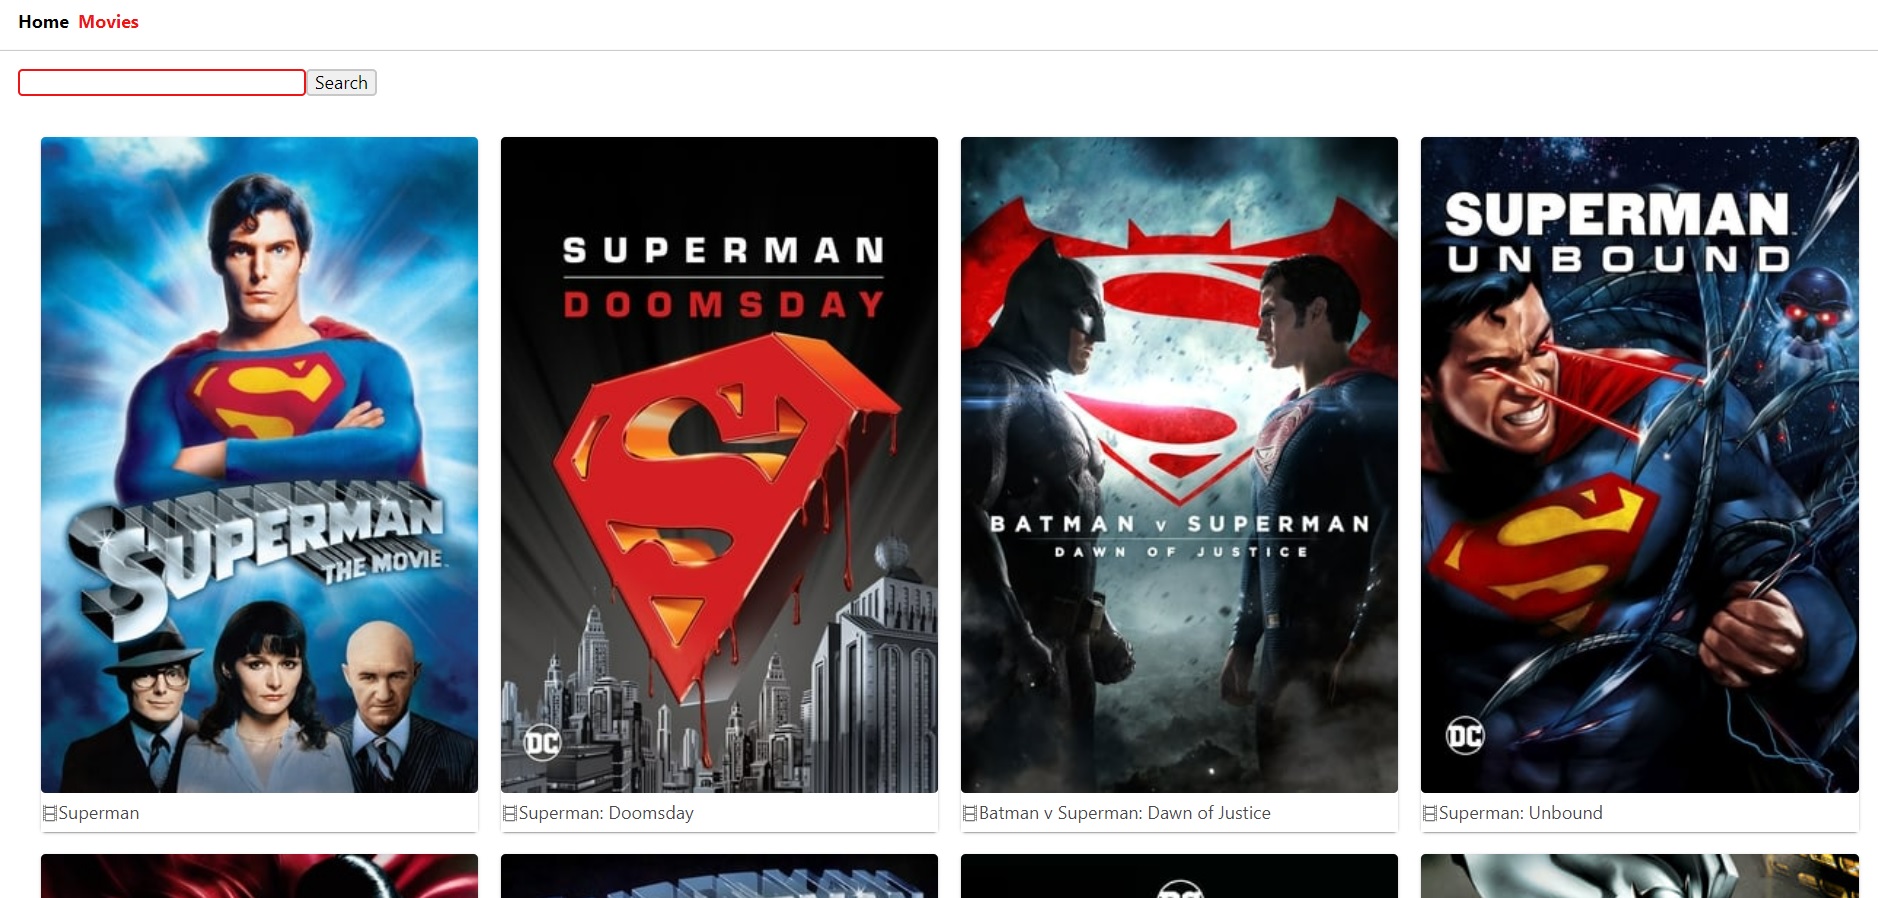 Home Movies
Search
SUPERMAN
THE MOVIE
SUPERMAN
DOOMSDAY
DC
BATMAN v SUPERMAN
DAWN OF JUSTICE
SUPERMAN
UNBOUND
DC
Superman
Superman: Doomsday
Batman v Superman: Dawn of Justice
Superman: Unbound